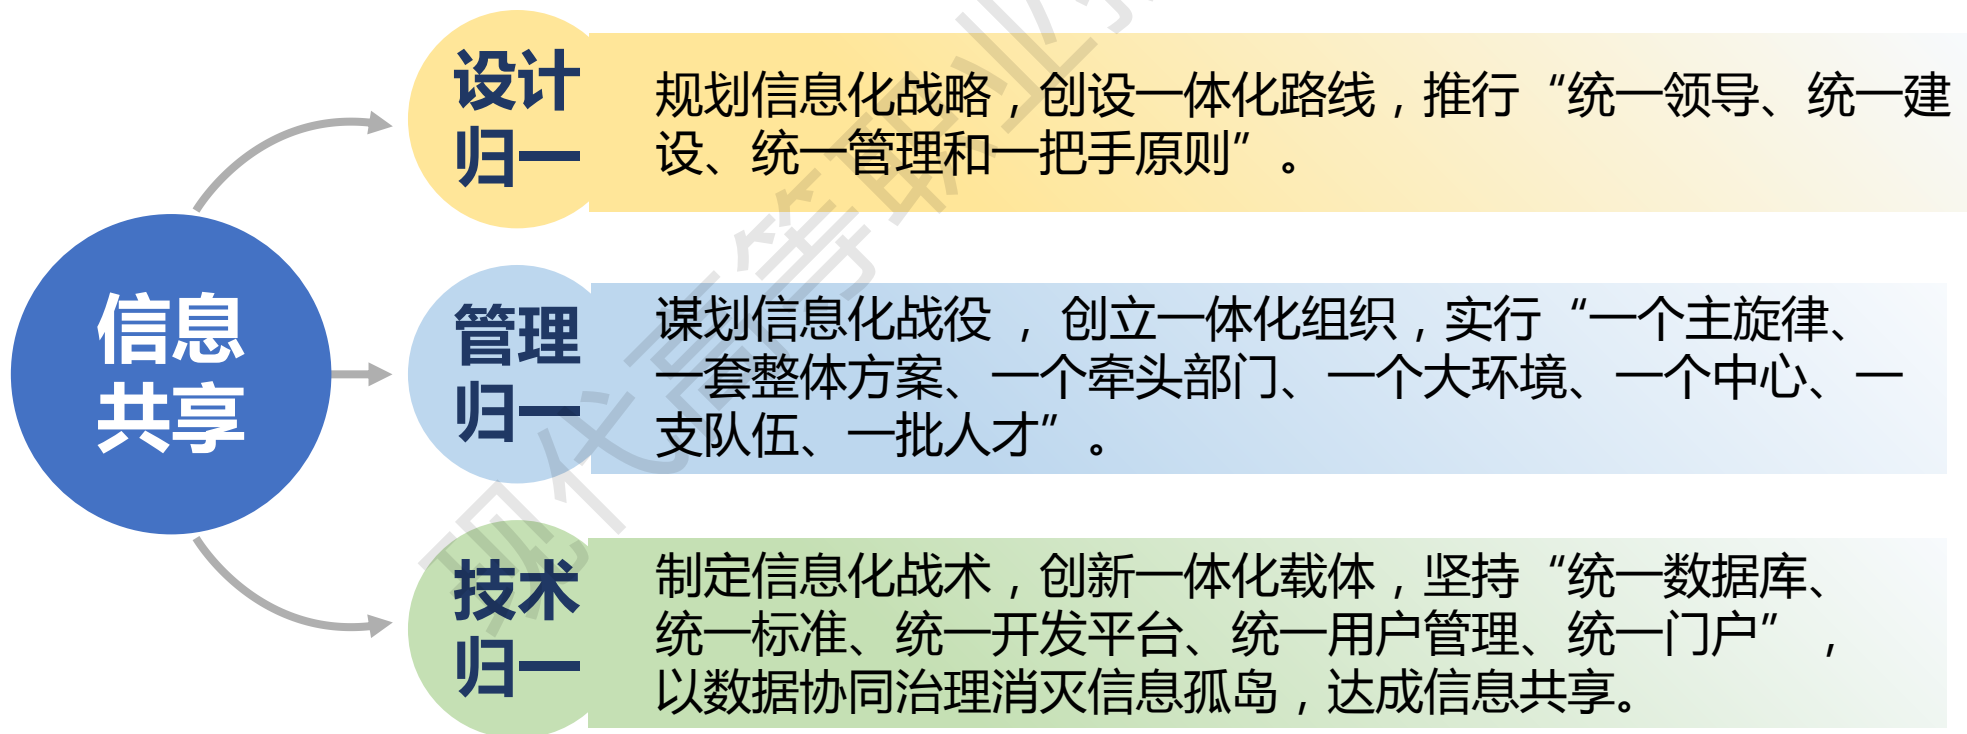 信息
共享
设计
归一
规划信息化战略，创设一体化路线，推行“统一领导、统一建
设、统一管理和一把手原则”。
管理
归一
谋划信息化战役 ，创立一体化组织，实行“一个主旋律、
一套整体方案、一个牵头部门、一个大环境、一个中心、一
支队伍、一批人才”。
技术
归一
制定信息化战术，创新一体化载体，坚持“统一数据库、
统一标准、统一开发平台、统一用户管理、统一门户”，
以数据协同治理消灭信息孤岛，达成信息共享。
现代高等职业